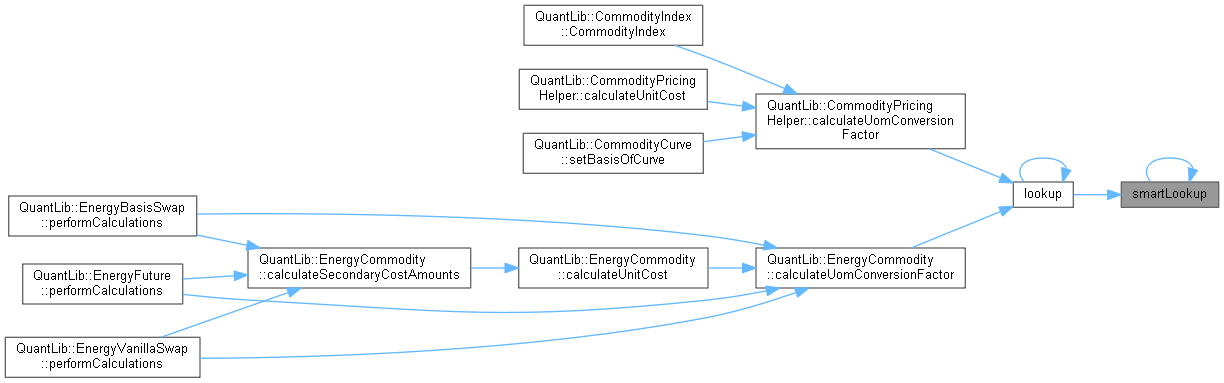 QuantLib::CommodityIndex
::CommodityIndex
QuantLib::CommodityPricing
Helper::calculateUnitCost
QuantLib::CommodityPricing
Helper::calculateUomConversion
Factor
QuantLib::CommodityCurve
::setBasisOfCurve
lookup
smartLookup
QuantLib::EnergyBasisSwap
::performCalculations
QuantLib::EnergyFuture
::performCalculations
QuantLib::EnergyCommodity
::calculateSecondaryCostAmounts
QuantLib::EnergyCommodity
::calculateUnitCost
QuantLib::EnergyCommodity
::calculateUomConversionFactor
QuantLib::EnergyVanillaSwap
::performCalculations